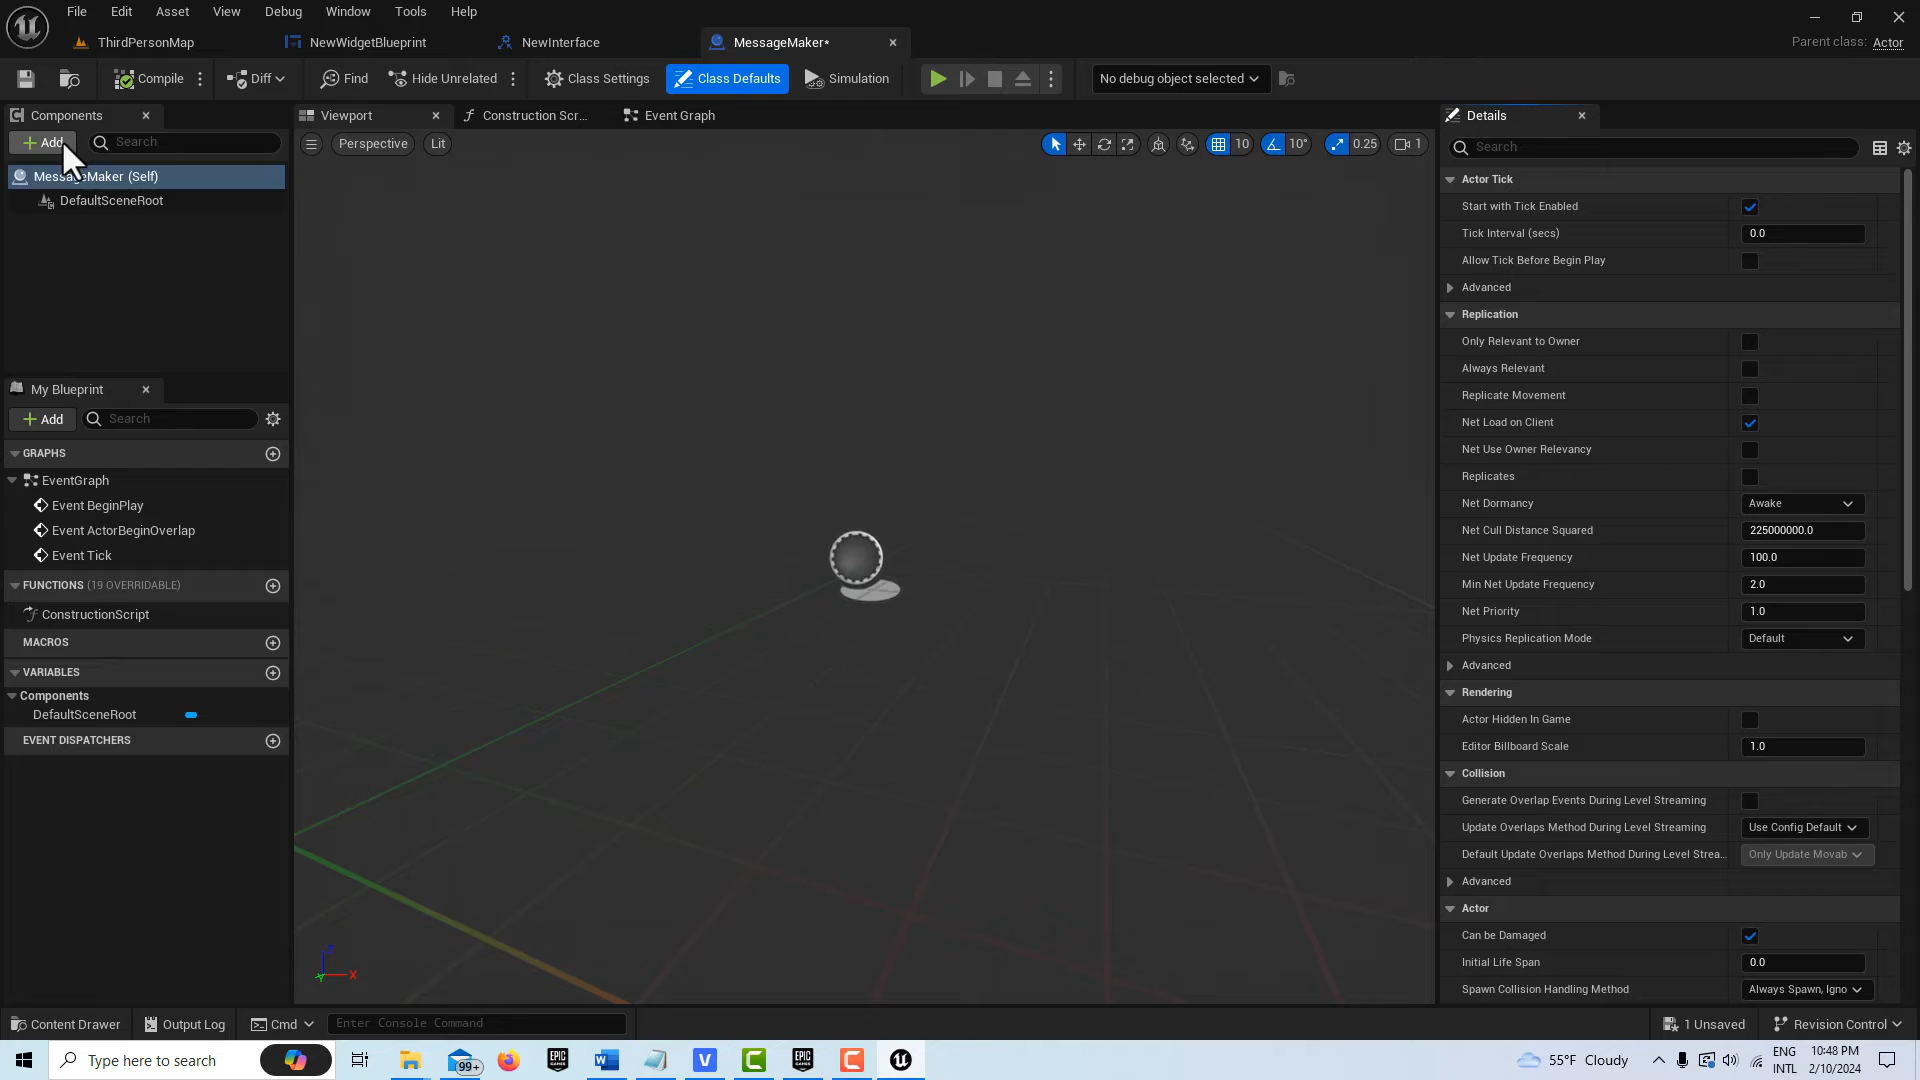 File Edit Asset View Debug Window Tools Help
ThirdPersonMap NewWidgetBlueprint NewInterface MessageMaker* Parent class: Actor
Compile Diff Find Hide Unrelated Class Settings Class Defaults Simulation No debug object selected
Components Viewport Construction Scr... Event Graph Details
Add Search Perspective Lit 10 10° 0.25 1 Search
MessageMaker (Self)
DefaultSceneRoot
My Blueprint
Add Search
GRAPHS
EventGraph
Event BeginPlay
Event ActorBeginOverlap
Event Tick
FUNCTIONS (19 OVERRIDABLE)
ConstructionScript
MACROS
VARIABLES
Components
DefaultSceneRoot
EVENT DISPATCHERS
Z
X
Y
Actor Tick
Start with Tick Enabled
Tick Interval (secs) 0.0
Allow Tick Before Begin Play
Advanced
Replication
Only Relevant to Owner
Always Relevant
Replicate Movement
Net Load on Client
Net Use Owner Relevancy
Replicates
Net Dormancy Awake
Net Cull Distance Squared 225000000.0
Net Update Frequency 100.0
Min Net Update Frequency 2.0
Net Priority 1.0
Physics Replication Mode Default
Advanced
Rendering
Actor Hidden In Game
Editor Billboard Scale 1.0
Collision
Generate Overlap Events During Level Streaming
Update Overlaps Method During Level Streaming Use Config Default
Default Update Overlaps Method During Level Strea... Only Update Movab
Advanced
Actor
Can be Damaged
Initial Life Span 0.0
Spawn Collision Handling Method Always Spawn, Igno
Content Drawer Output Log Cmd Enter Console Command 1 Unsaved Revision Control
Type here to search 99+ EPIC GAMES W V C EPIC GAMES C 55°F Cloudy ENG INTL 10:48 PM 2/10/2024